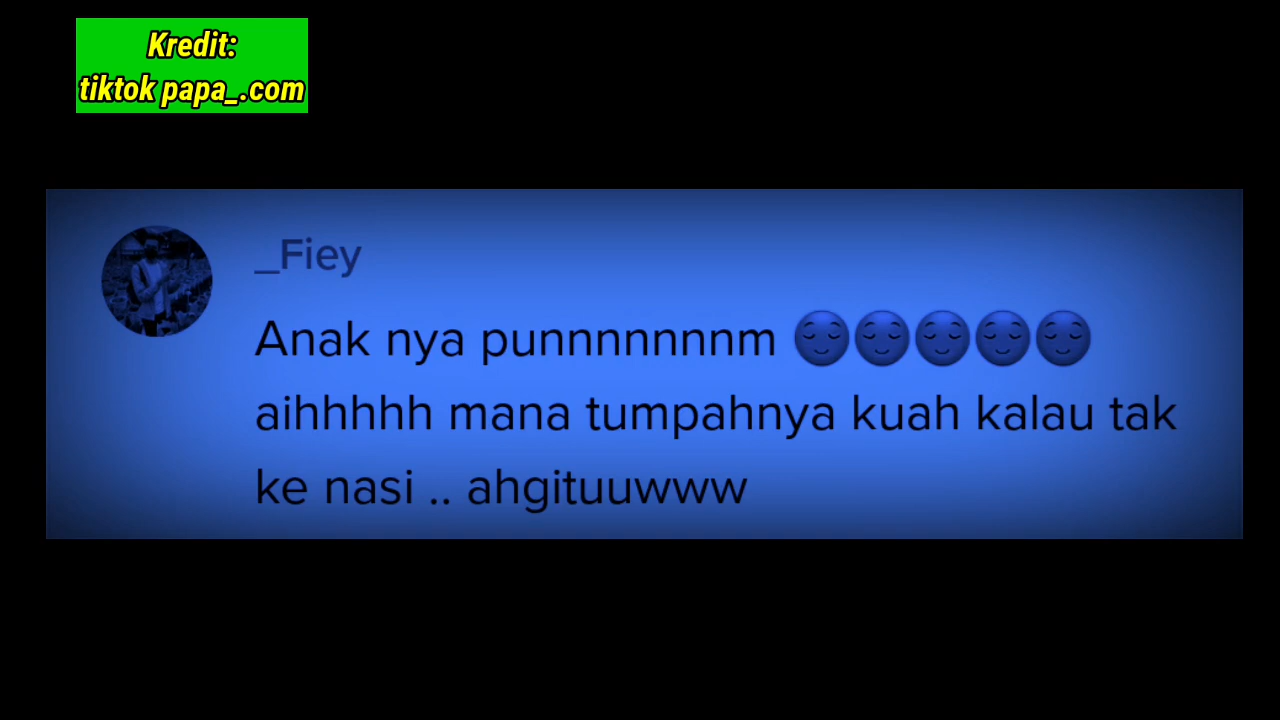 Kredit:
tiktok papa_.com
_Fiey
Anak nya punnnnnnnm 😌😌😌😌😌
aihhhhh mana tumpahnya kuah kalau tak
ke nasi .. ahgituuwww